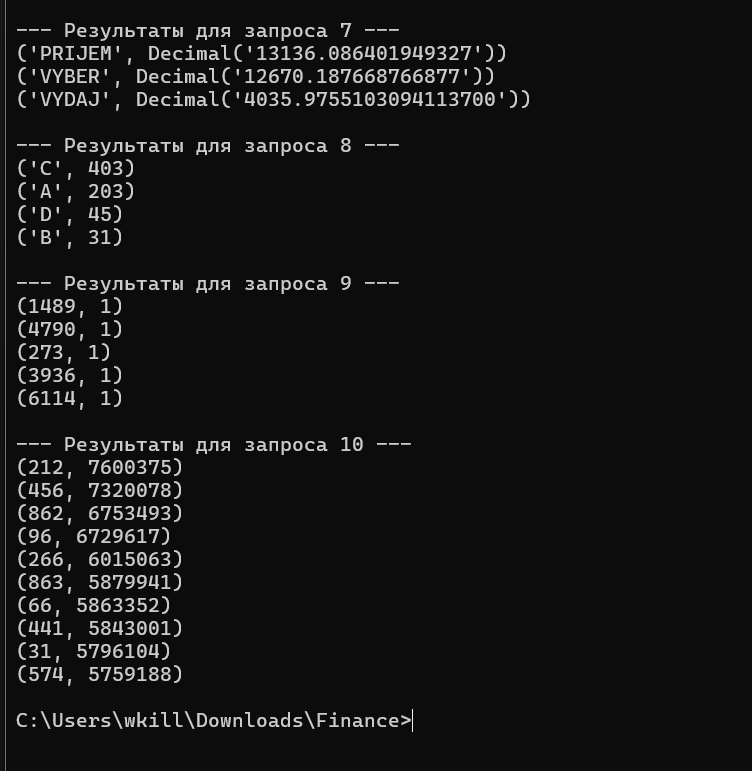 --- Результаты для запроса 7 ---
('PRIJEM', Decimal('13136.086401949327'))
('VYBER', Decimal('12670.187668766877'))
('VYDAJ', Decimal('4035.9755103094113700'))
--- Результаты для запроса 8 ---
('C', 403)
('A', 203)
('D', 45)
('B', 31)
--- Результаты для запроса 9 ---
(1489, 1)
(4790, 1)
(273, 1)
(3936, 1)
(6114, 1)
--- Результаты для запроса 10 ---
(212, 7600375)
(456, 7320078)
(862, 6753493)
(96, 6729617)
(266, 6015063)
(863, 5879941)
(66, 5863352)
(441, 5843001)
(31, 5796104)
(574, 5759188)
C:\Users\wkill\Downloads\Finance>